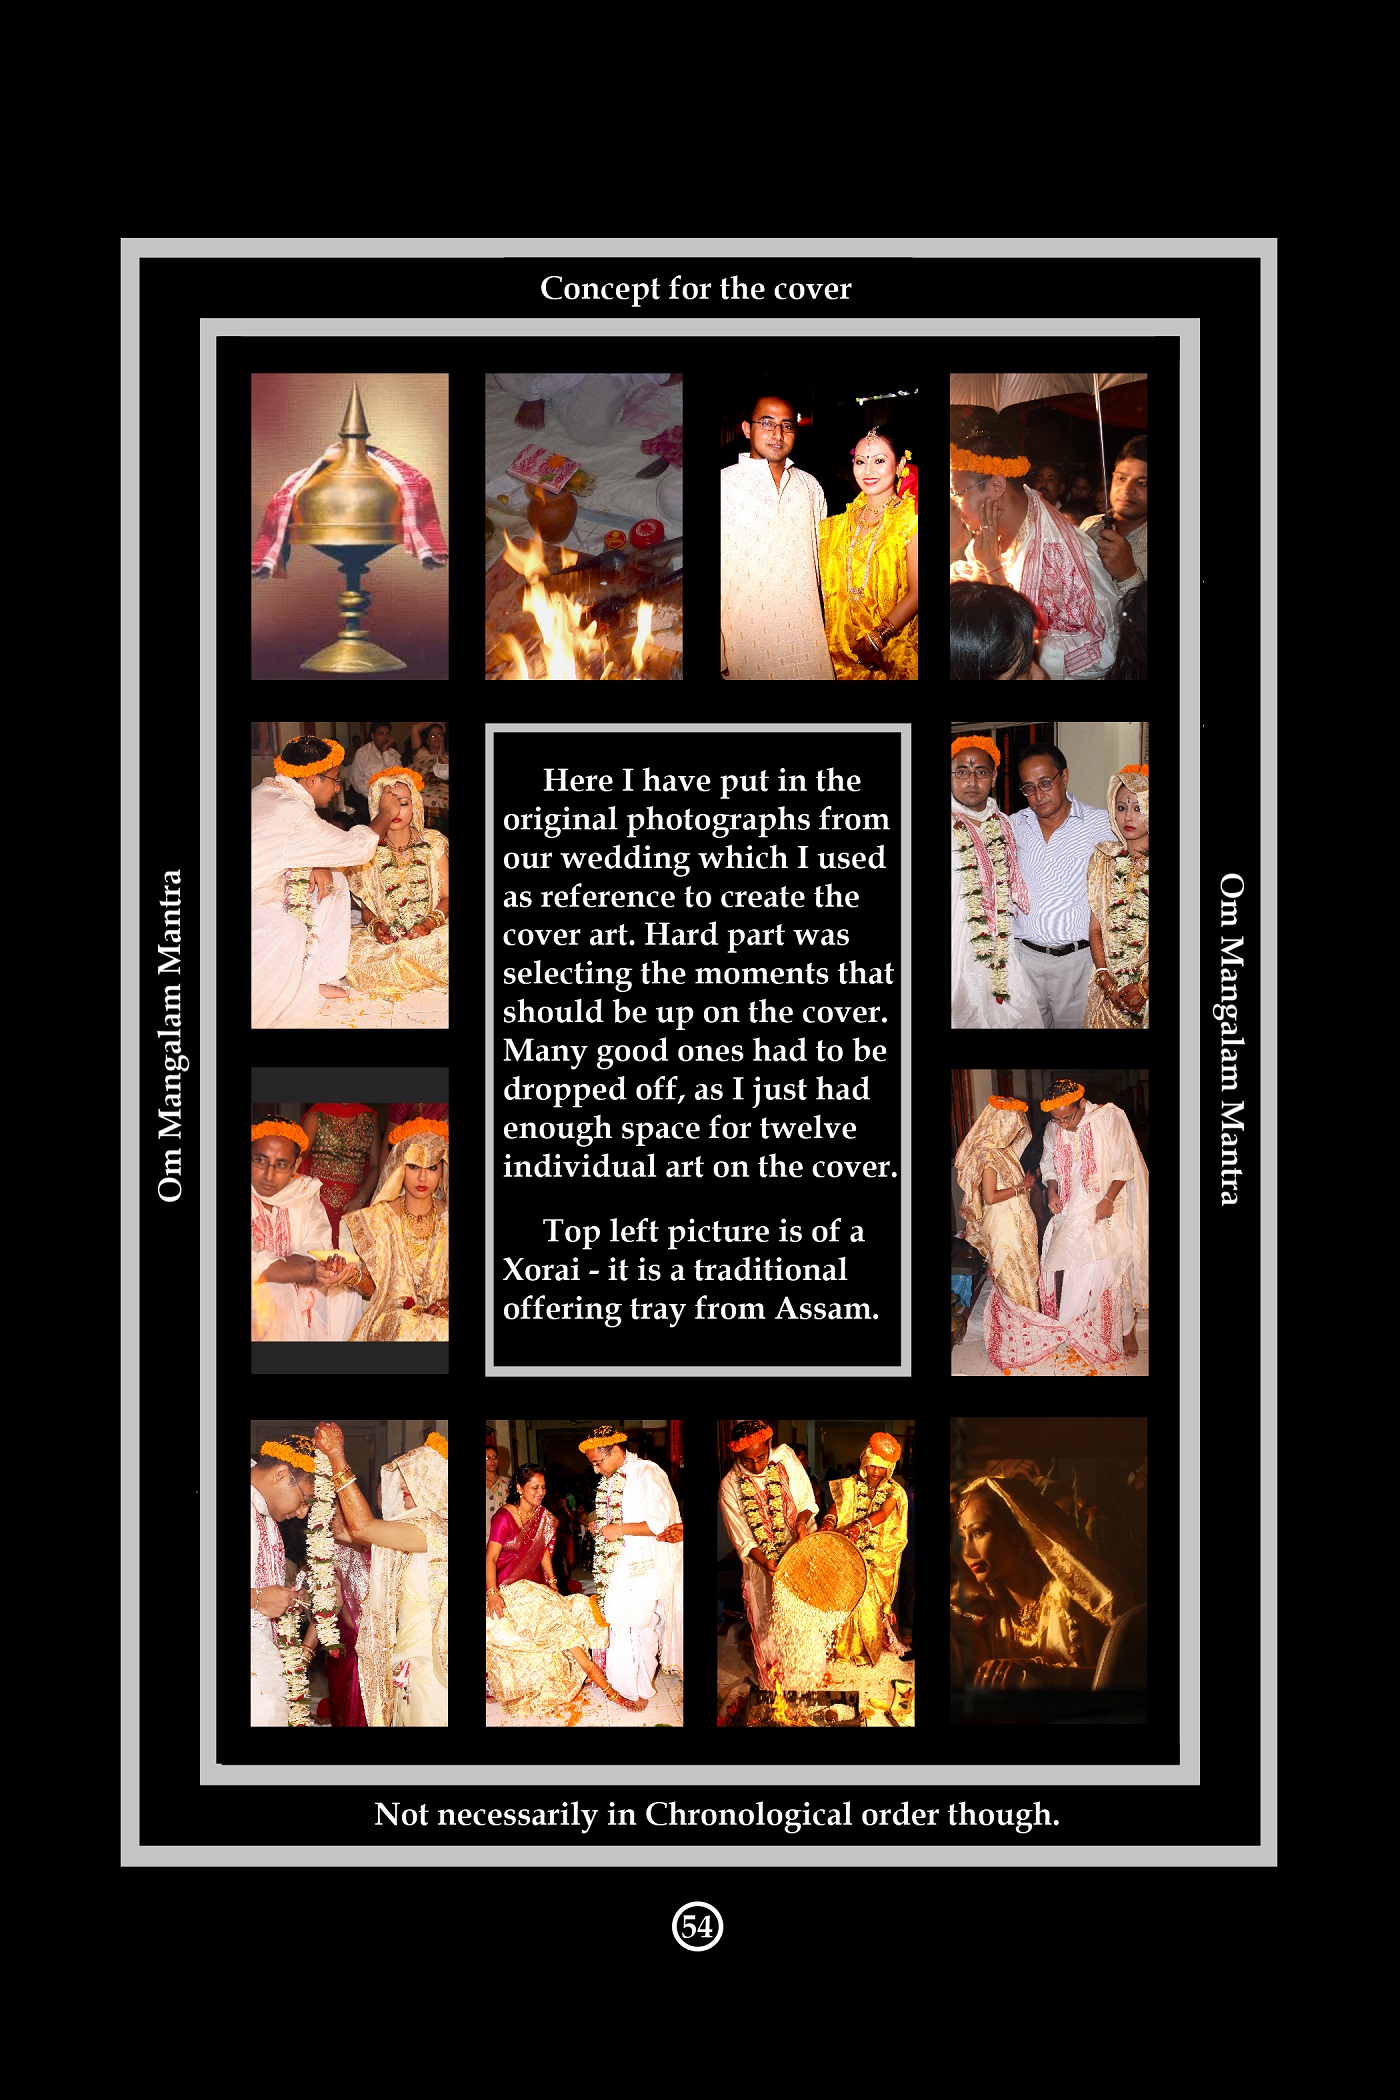 Concept for the cover
Om Mangalam Mantra
Here I have put in the
original photographs from
our wedding which I used
as reference to create the
cover art. Hard part was
selecting the moments that
should be up on the cover.
Many good ones had to be
dropped off, as I just had
enough space for twelve
individual art on the cover.
Top left picture is of a
Xorai - it is a traditional
offering tray from Assam.
Om Mangalam Mantra
Not necessarily in Chronological order though.
54